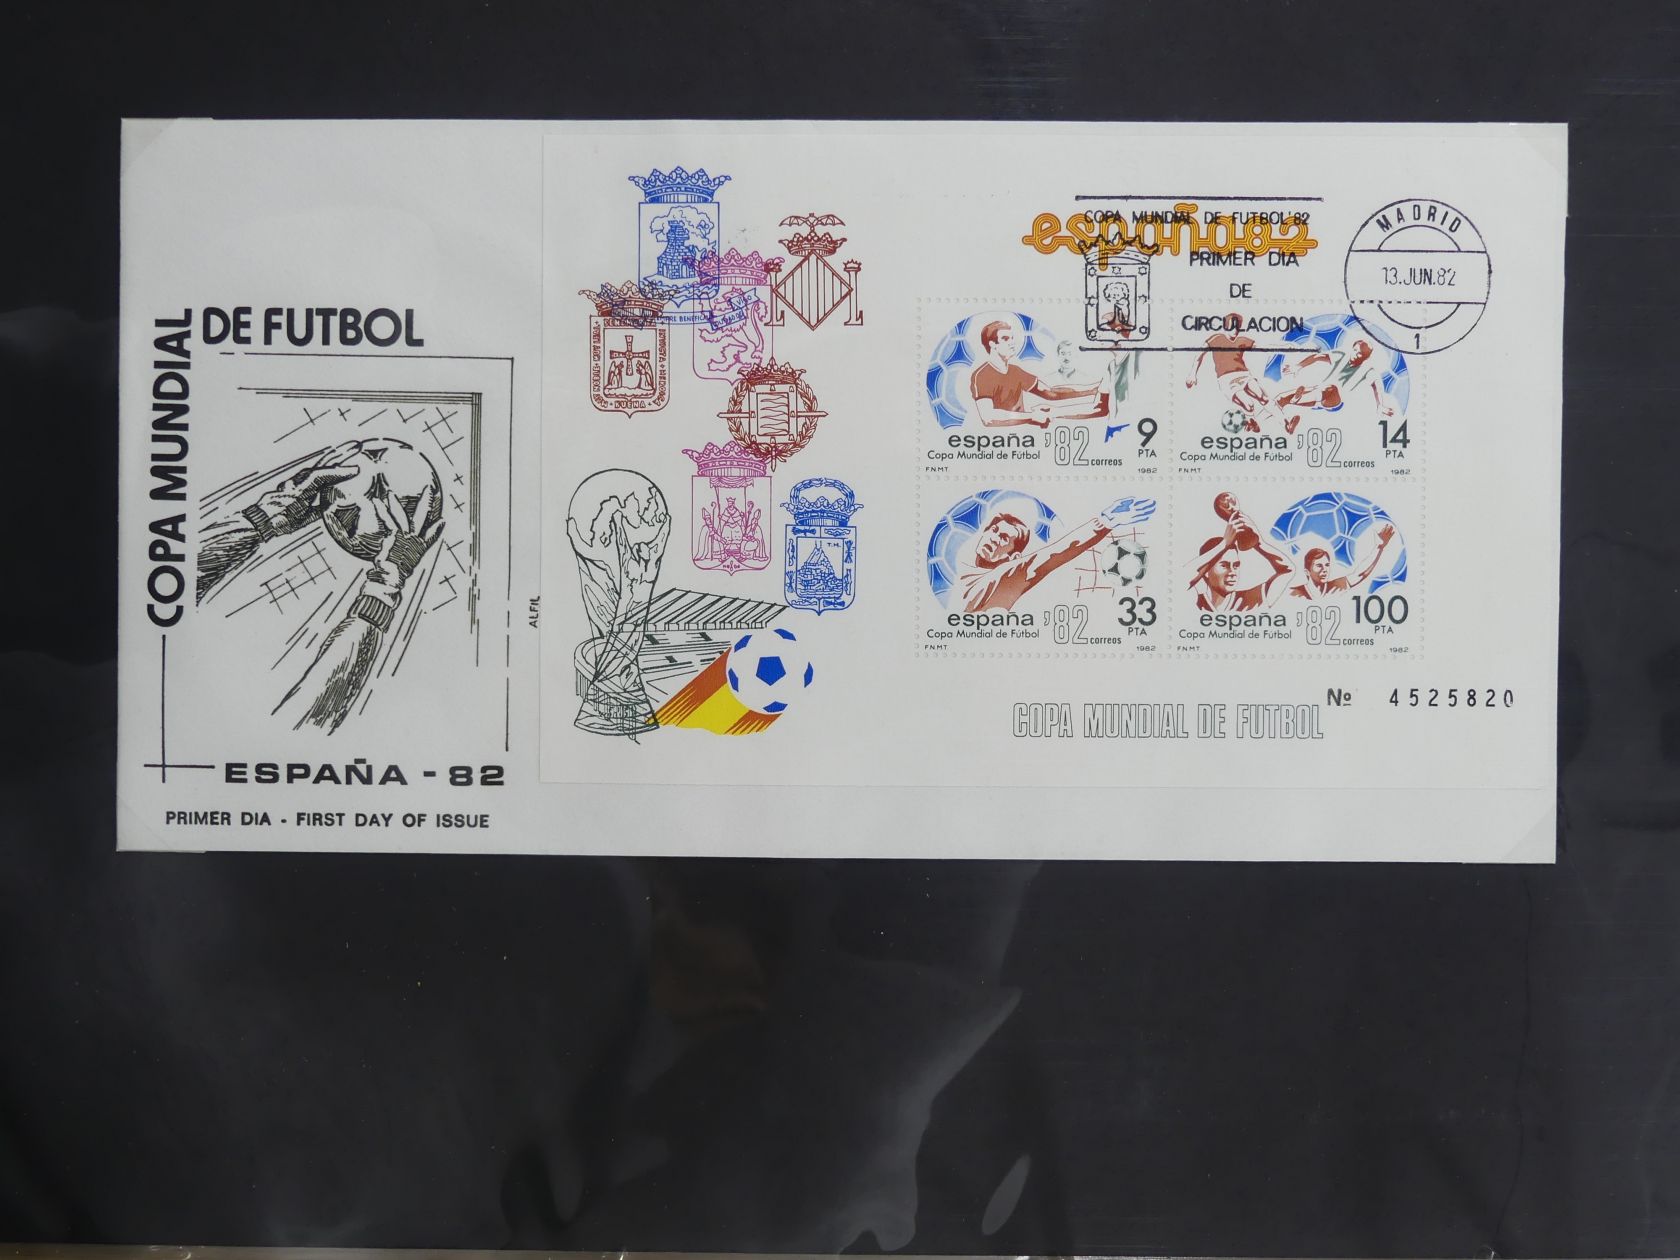 COPA MUNDIAL
DE FUTBOL
ESPAÑA - 82
PRIMER DIA - FIRST DAY OF ISSUE
ALFIL
españa82
COPA MUNDIAL DE FUTBOL'82
PRIMER DIA
DE
CIRCULACION
MADRID
13.JUN.82
1
españa '82 9 PTA
Copa Mundial de Fútbol correos
FNMT 1982
españa '82 14 PTA
Copa Mundial de Fútbol correos
FNMT 1982
españa '82 33 PTA
Copa Mundial de Fútbol correos
FNMT 1982
españa '82 100 PTA
Copa Mundial de Fútbol correos
FNMT 1982
L L
T.M.
Nº 4525820
COPA MUNDIAL DE FUTBOL